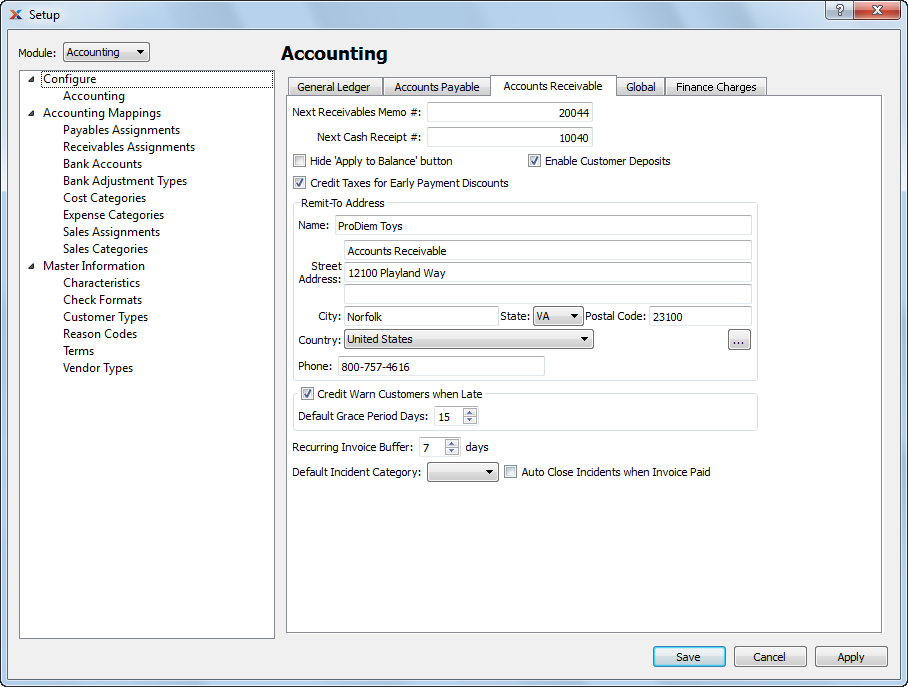 Setup
?
Module: Accounting
Accounting
Configure
Accounting
Accounting Mappings
Payables Assignments
Receivables Assignments
Bank Accounts
Bank Adjustment Types
Cost Categories
Expense Categories
Sales Assignments
Sales Categories
Master Information
Characteristics
Check Formats
Customer Types
Reason Codes
Terms
Vendor Types
General Ledger Accounts Payable Accounts Receivable Global Finance Charges
Next Receivables Memo #: 20044
Next Cash Receipt #: 10040
Hide 'Apply to Balance' button Enable Customer Deposits
Credit Taxes for Early Payment Discounts
Remit-To Address
Name: ProDiem Toys
Accounts Receivable
Street Address: 12100 Playland Way
City: Norfolk State: VA Postal Code: 23100
Country: United States ...
Phone: 800-757-4616
Credit Warn Customers when Late
Default Grace Period Days: 15
Recurring Invoice Buffer: 7 days
Default Incident Category: Auto Close Incidents when Invoice Paid
Save Cancel Apply